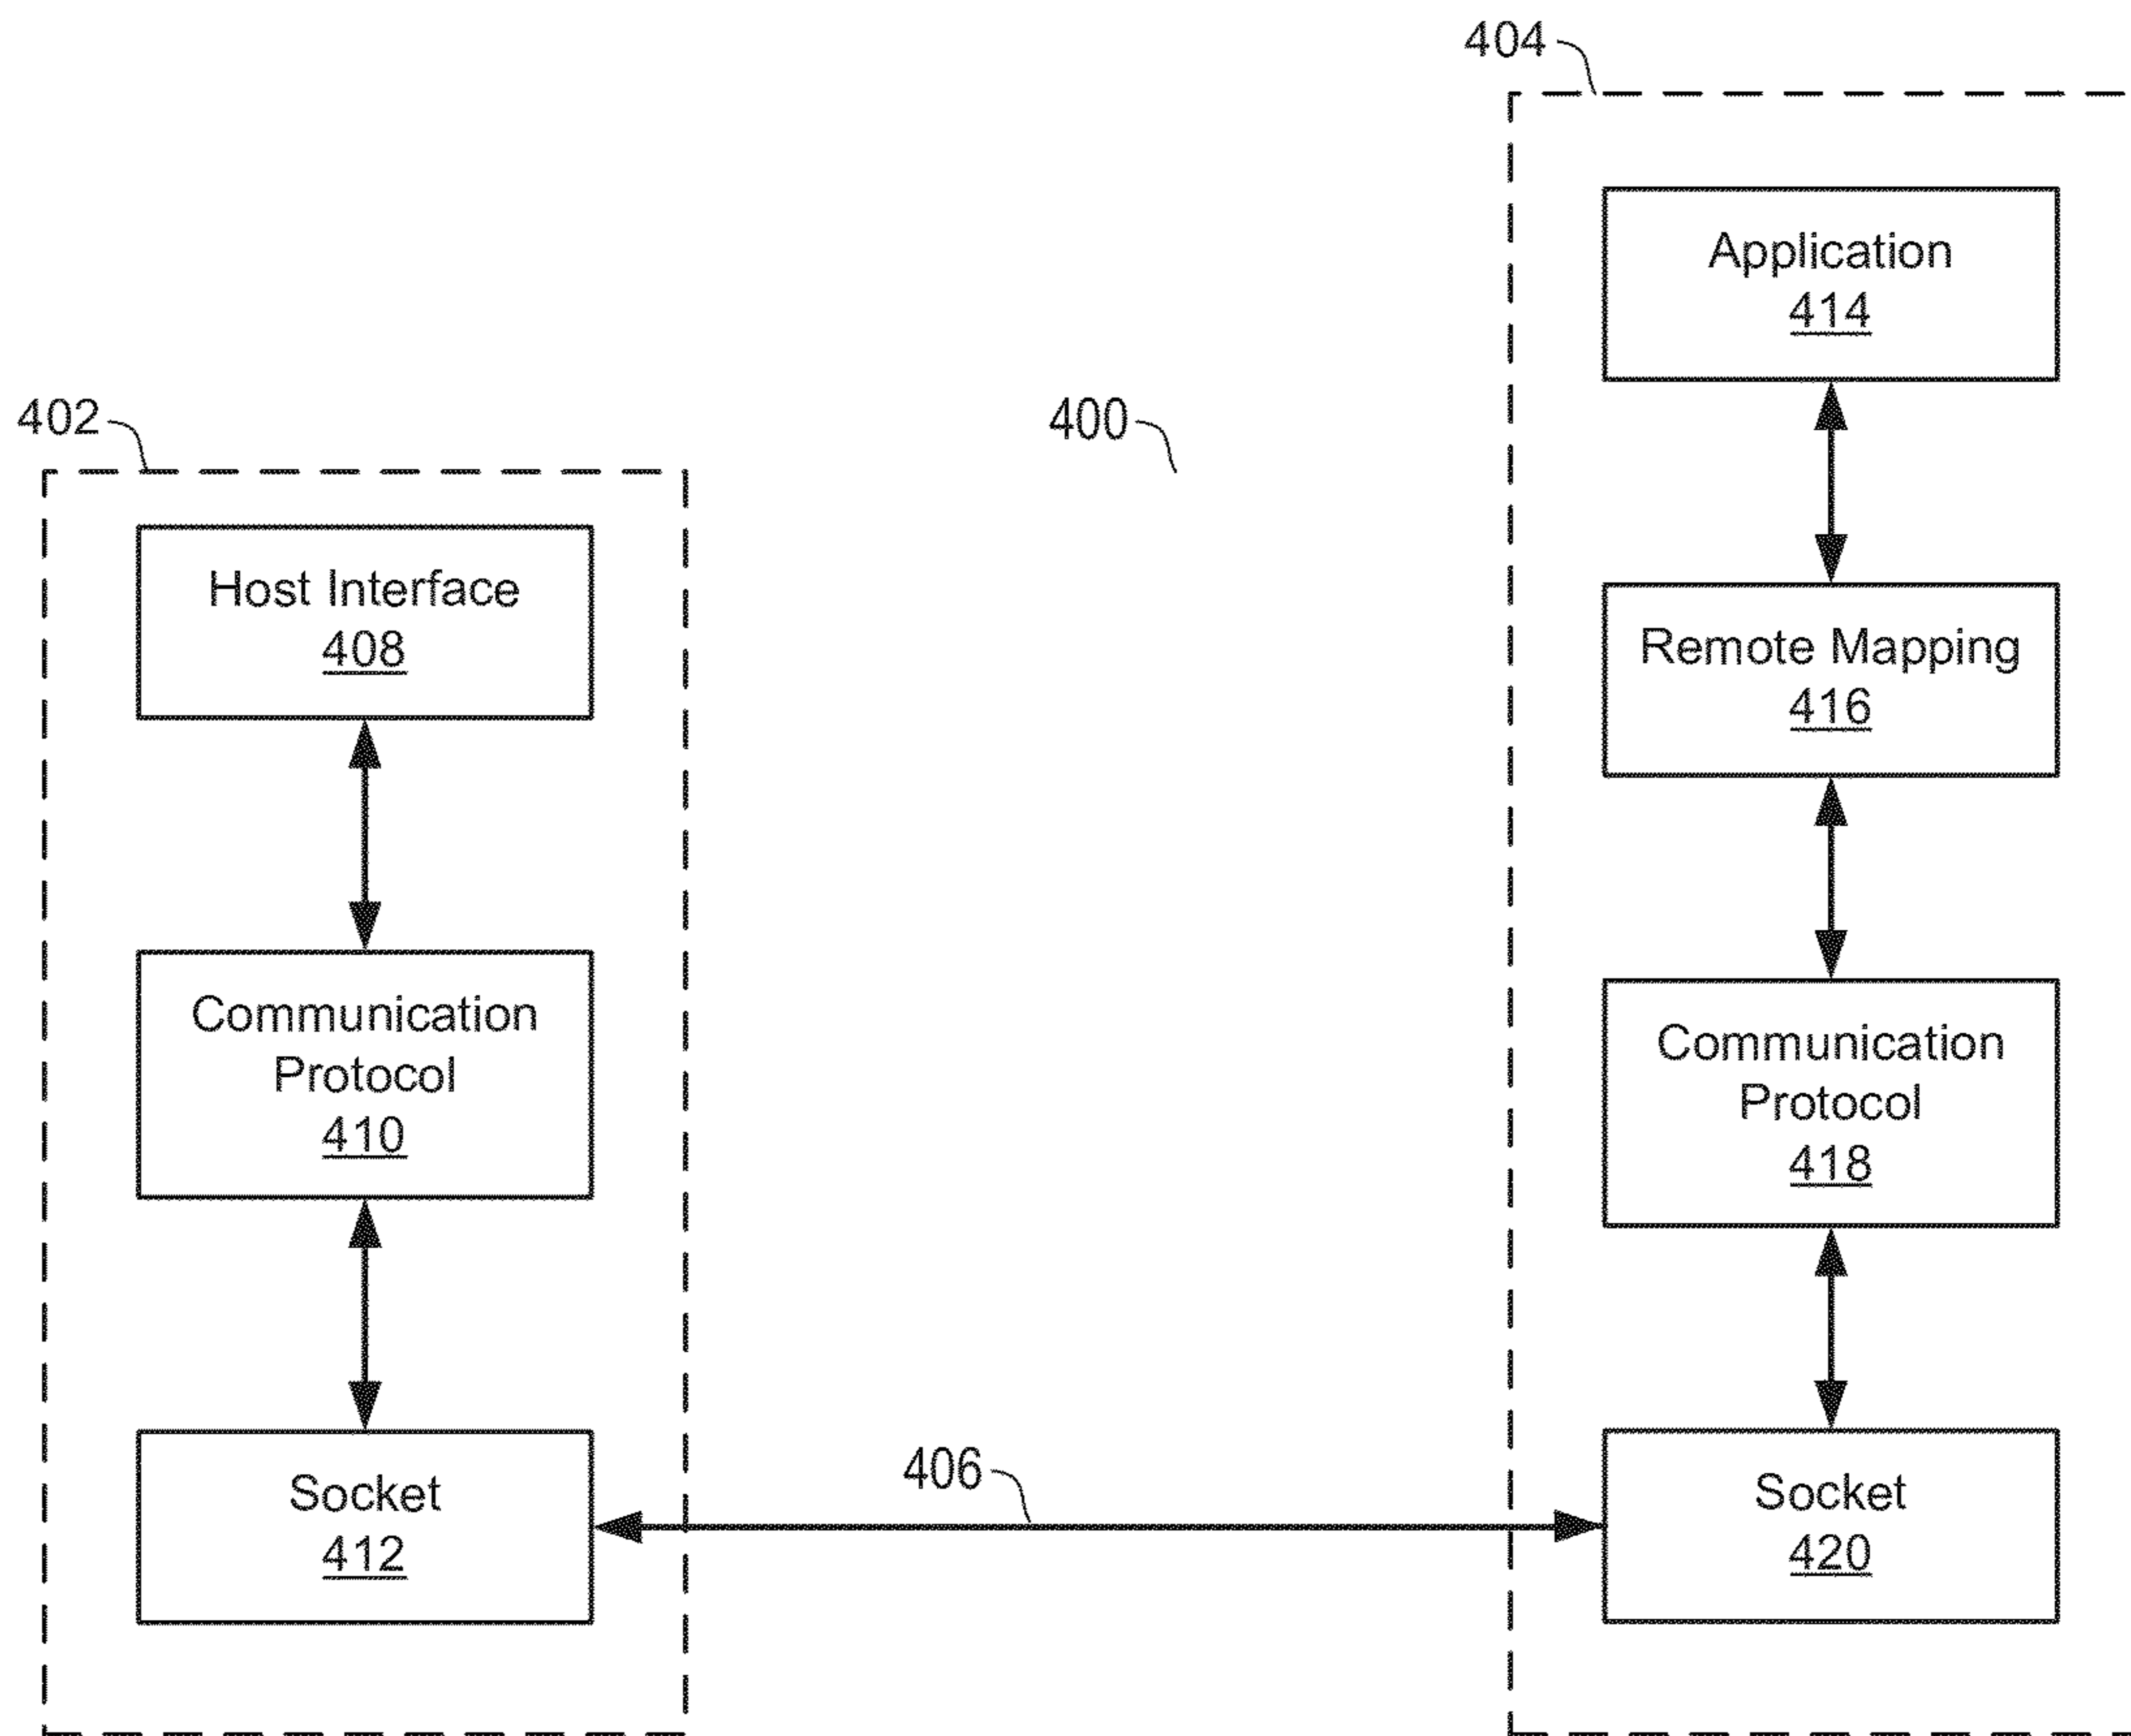 404
Application
414
402
400
Host Interface
408
Remote Mapping
416
Communication
Protocol
410
Communication
Protocol
418
406
Socket
412
Socket
420